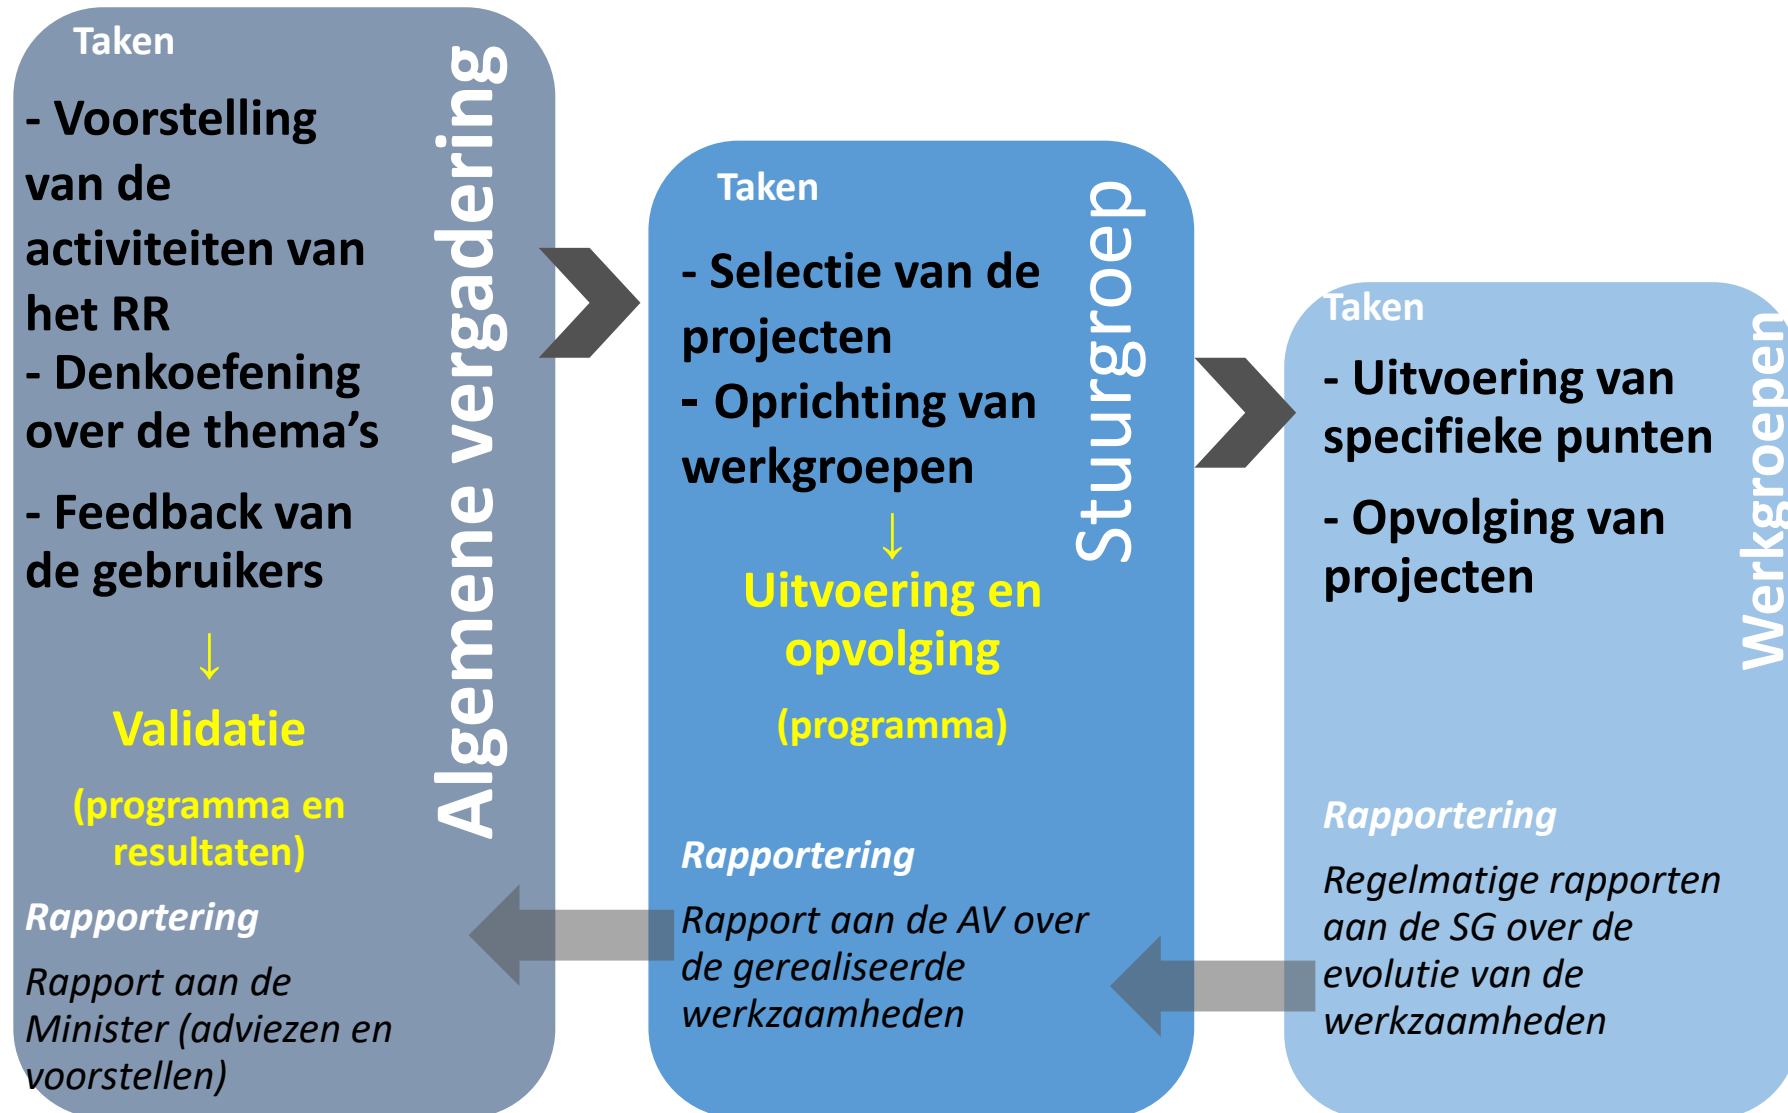 Taken
- Voorstelling
van de
activiteiten van
het RR
- Denkoefening
over de thema's
- Feedback van
de gebruikers
↓
Validatie
(programma en
resultaten)
Rapportering
Rapport aan de
Minister (adviezen en
voorstellen)
Algemene vergadering
Taken
- Selectie van de
projecten
- Oprichting van
werkgroepen
↓
Uitvoering en
opvolging
(programma)
Rapportering
Rapport aan de AV over
de gerealiseerde
werkzaamheden
Stuurgroep
Taken
- Uitvoering van
specifieke punten
- Opvolging van
projecten
Rapportering
Regelmatige rapporten
aan de SG over de
evolutie van de
werkzaamheden
Werkgroepen